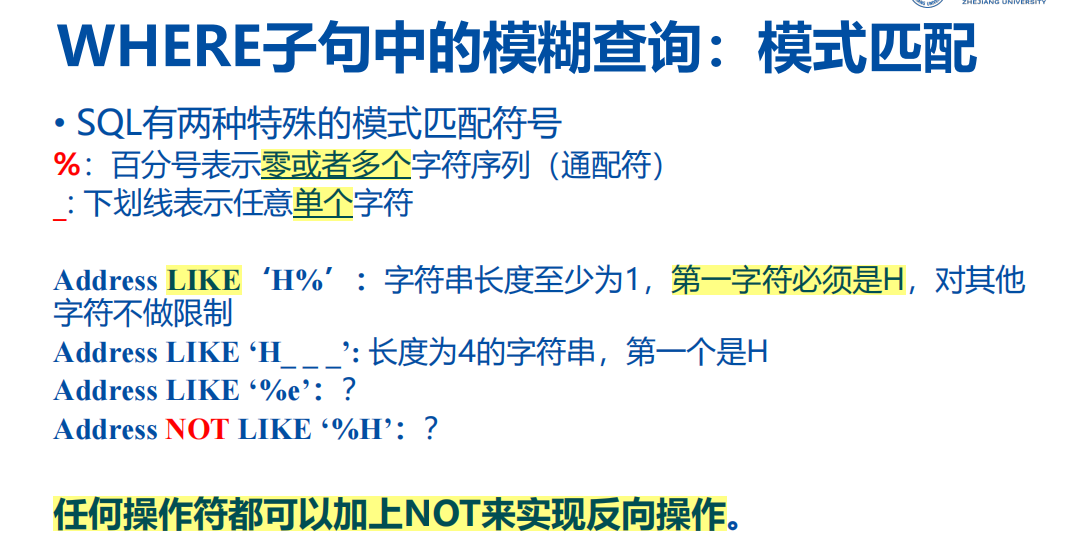 ZHEJIANG UNIVERSITY
WHERE子句中的模糊查询：模式匹配
• SQL有两种特殊的模式匹配符号
%：百分号表示零或者多个字符序列（通配符）
_: 下划线表示任意单个字符
Address LIKE ‘H%’：字符串长度至少为1，第一字符必须是H，对其他
字符不做限制
Address LIKE ‘H_ _ _’: 长度为4的字符串，第一个是H
Address LIKE ‘%e’：？
Address NOT LIKE ‘%H’：？
任何操作符都可以加上NOT来实现反向操作。